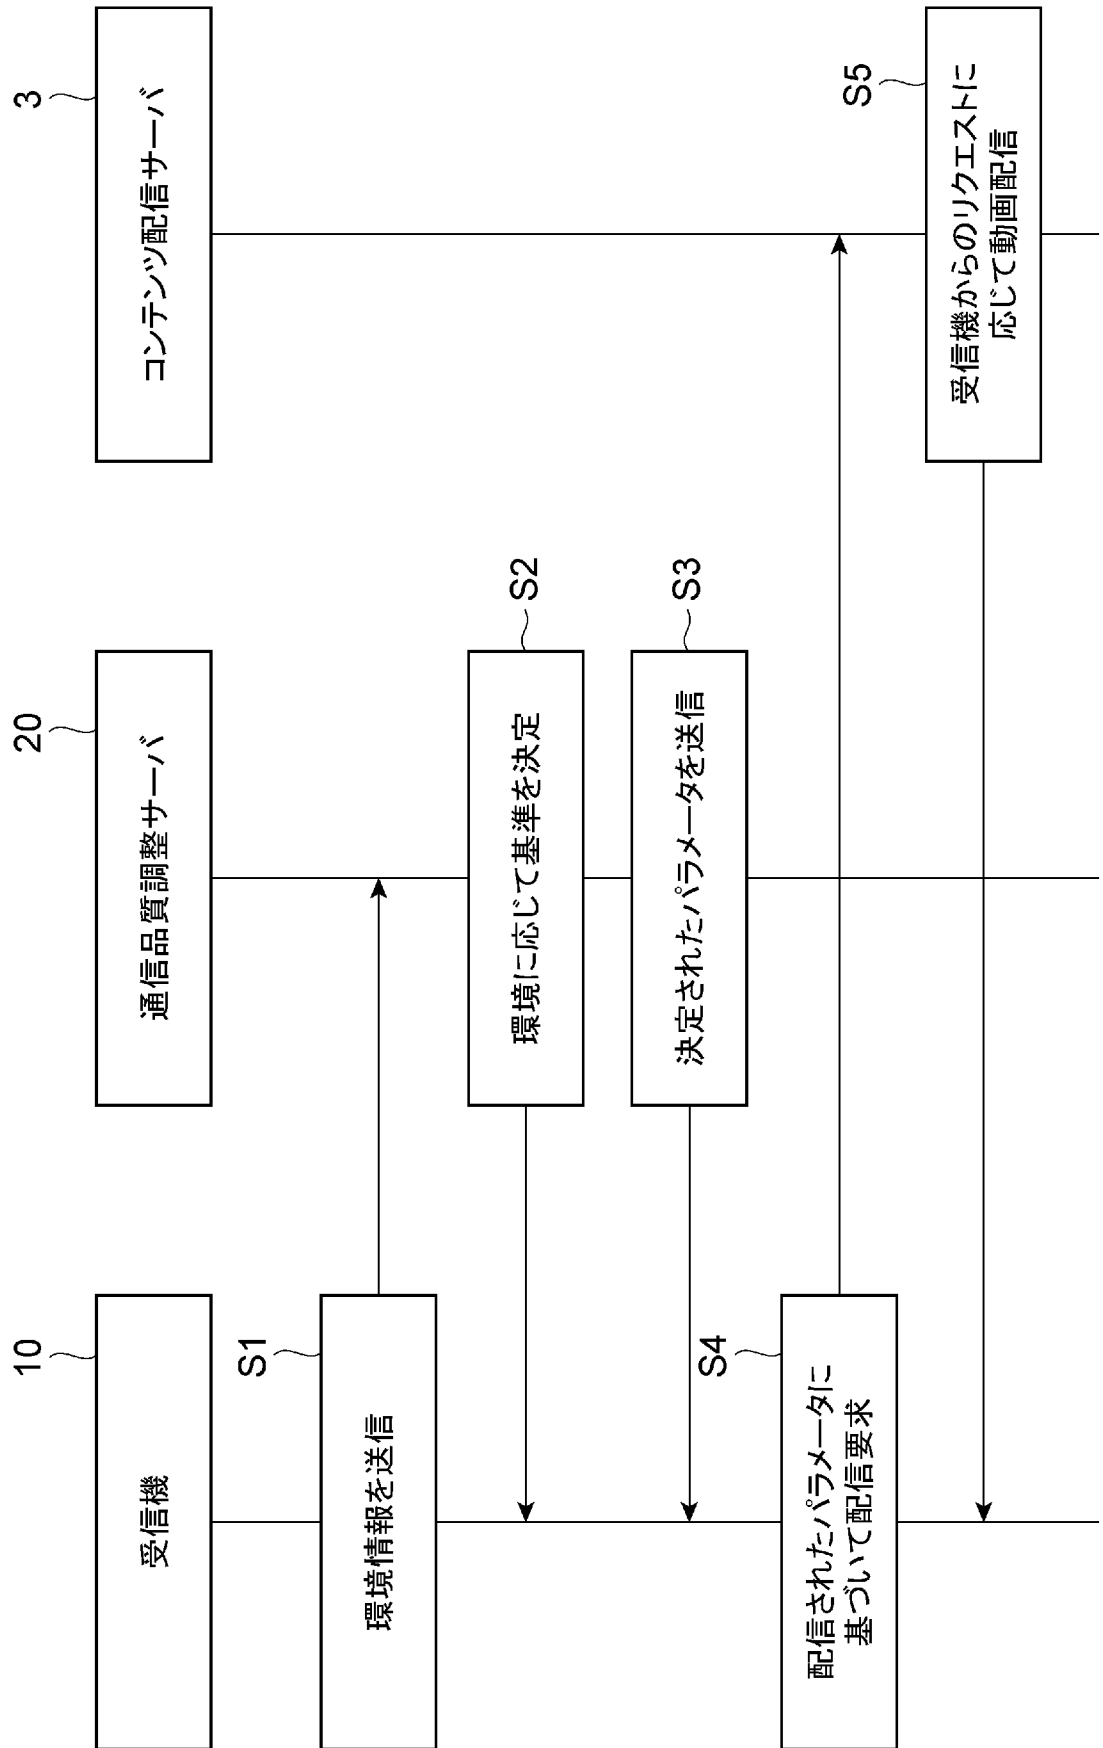 10
受信機
20
通信品質調整サーバ
3
コンテンツ配信サーバ
S1
環境情報を送信
S2
環境に応じて基準を決定
S3
決定されたパラメータを送信
S4
配信されたパラメータに
基づいて配信要求
S5
受信機からのリクエストに
応じて動画配信